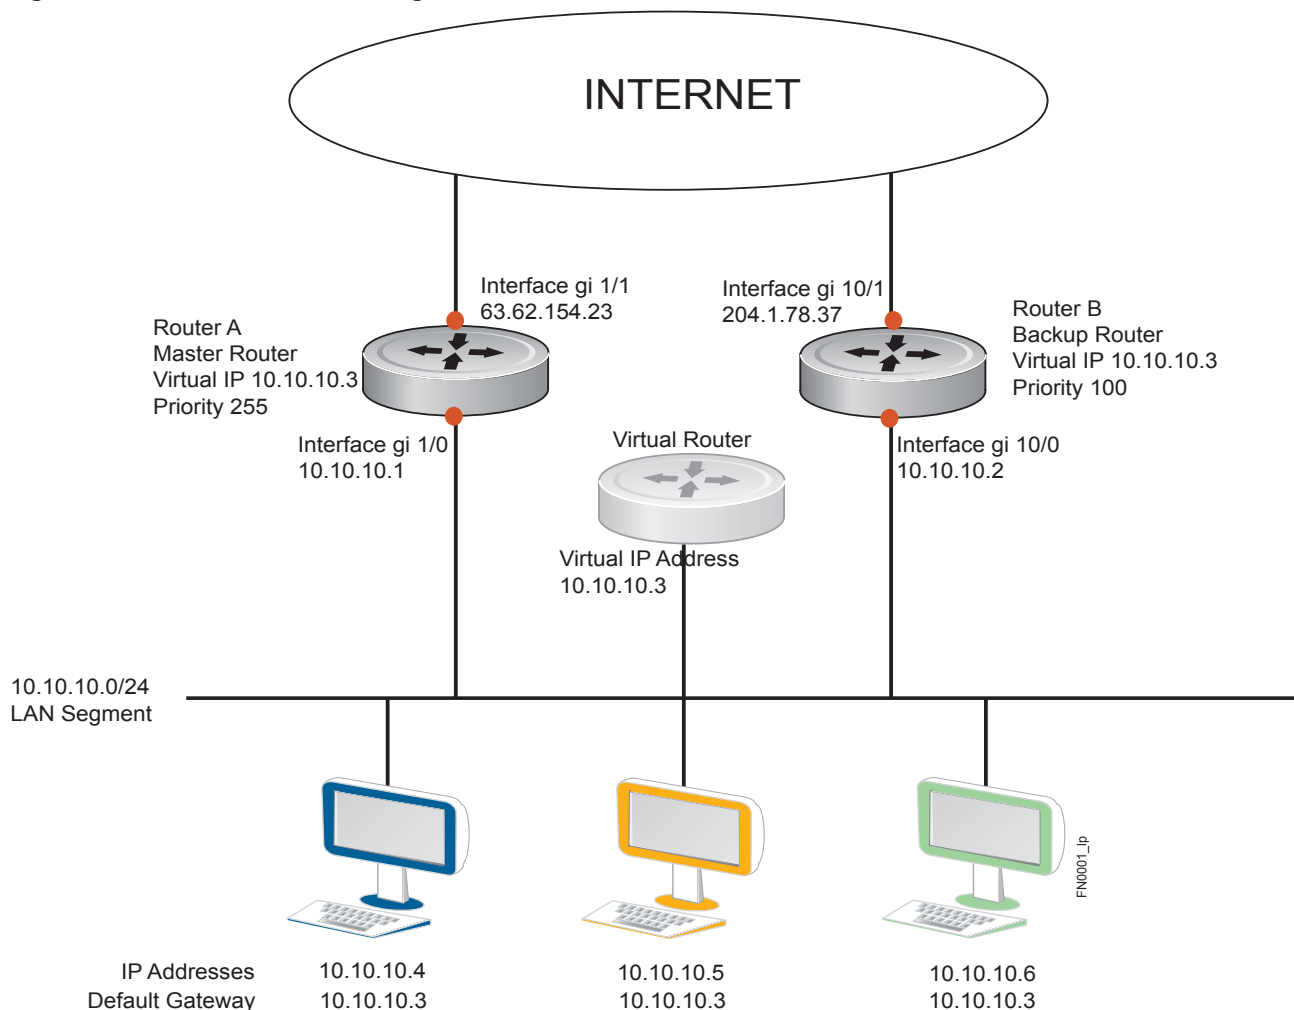 INTERNET
Interface gi 1/1
63.62.154.23
Interface gi 10/1
204.1.78.37
Router A
Master Router
Virtual IP 10.10.10.3
Priority 255
Router B
Backup Router
Virtual IP 10.10.10.3
Priority 100
Interface gi 1/0
10.10.10.1
Virtual Router
Interface gi 10/0
10.10.10.2
Virtual IP Address
10.10.10.3
10.10.10.0/24
LAN Segment
FN0001_lp
IP Addresses 10.10.10.4 10.10.10.5 10.10.10.6
Default Gateway 10.10.10.3 10.10.10.3 10.10.10.3